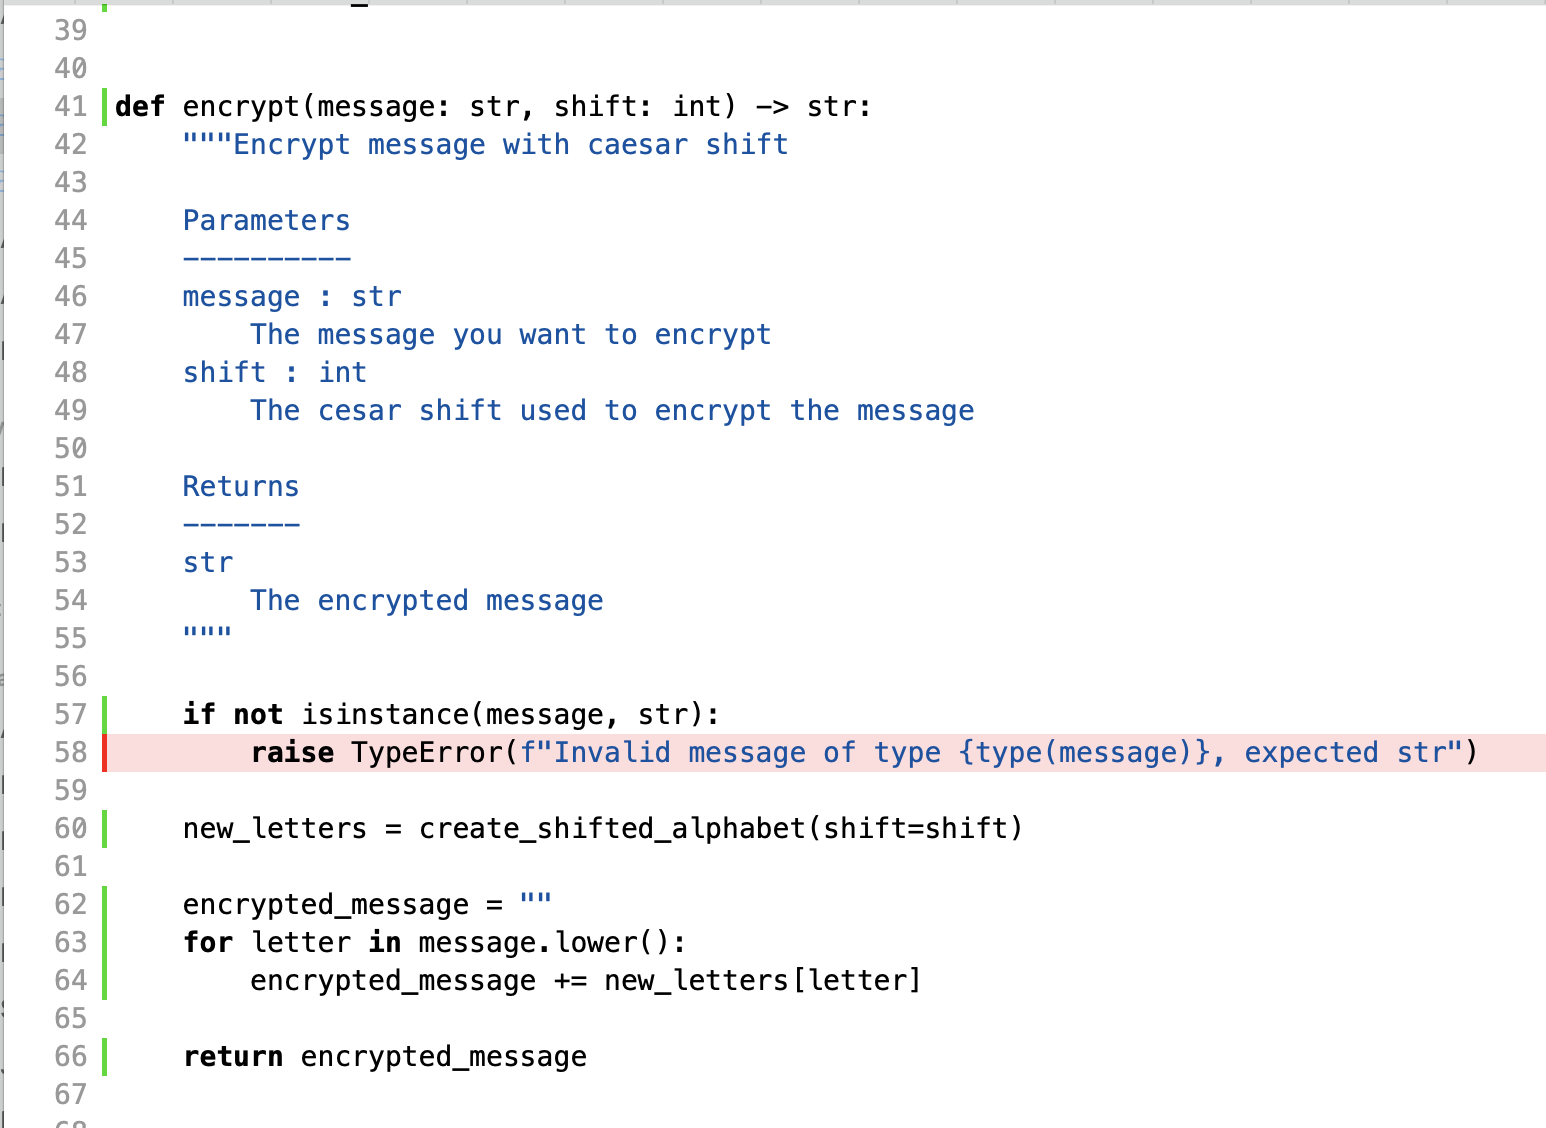 39
40
41 def encrypt(message: str, shift: int) -> str:
42     """Encrypt message with caesar shift
43
44     Parameters
45     ----------
46     message : str
47         The message you want to encrypt
48     shift : int
49         The cesar shift used to encrypt the message
50
51     Returns
52     -------
53     str
54         The encrypted message
55     """
56
57     if not isinstance(message, str):
58         raise TypeError(f"Invalid message of type {type(message)}, expected str")
59
60     new_letters = create_shifted_alphabet(shift=shift)
61
62     encrypted_message = ""
63     for letter in message.lower():
64         encrypted_message += new_letters[letter]
65
66     return encrypted_message
67